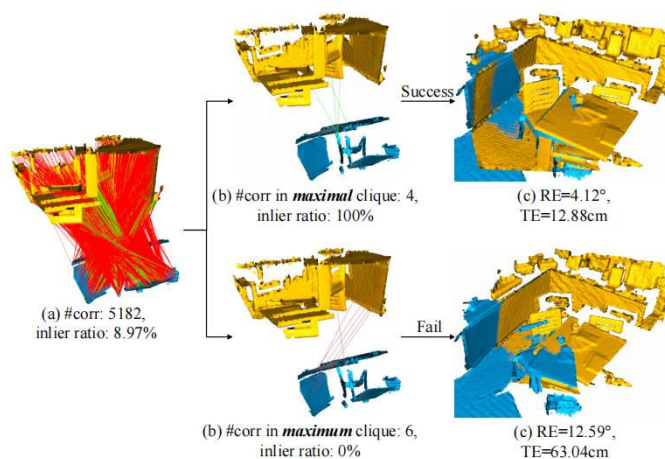 Success
(b) #corr in maximal clique: 4,
inlier ratio: 100%
(c) RE=4.12°,
TE=12.88cm
(a) #corr: 5182,
inlier ratio: 8.97%
Fail
(b) #corr in maximum clique: 6,
inlier ratio: 0%
(c) RE=12.59°,
TE=63.04cm